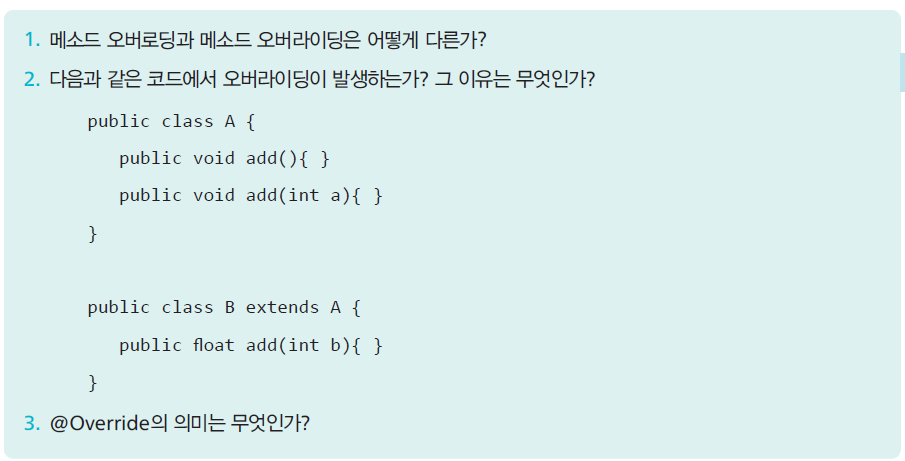 1. 메소드 오버로딩과 메소드 오버라이딩은 어떻게 다른가?
2. 다음과 같은 코드에서 오버라이딩이 발생하는가? 그 이유는 무엇인가?
public class A {
public void add(){ }
public void add(int a){ }
}
public class B extends A {
public float add(int b){ }
}
3. @Override의 의미는 무엇인가?